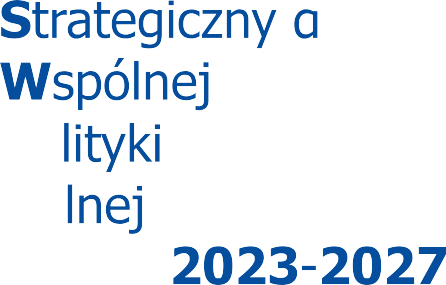 Strategiczny a
Wspólnej
lityki
lnej
2023-2027